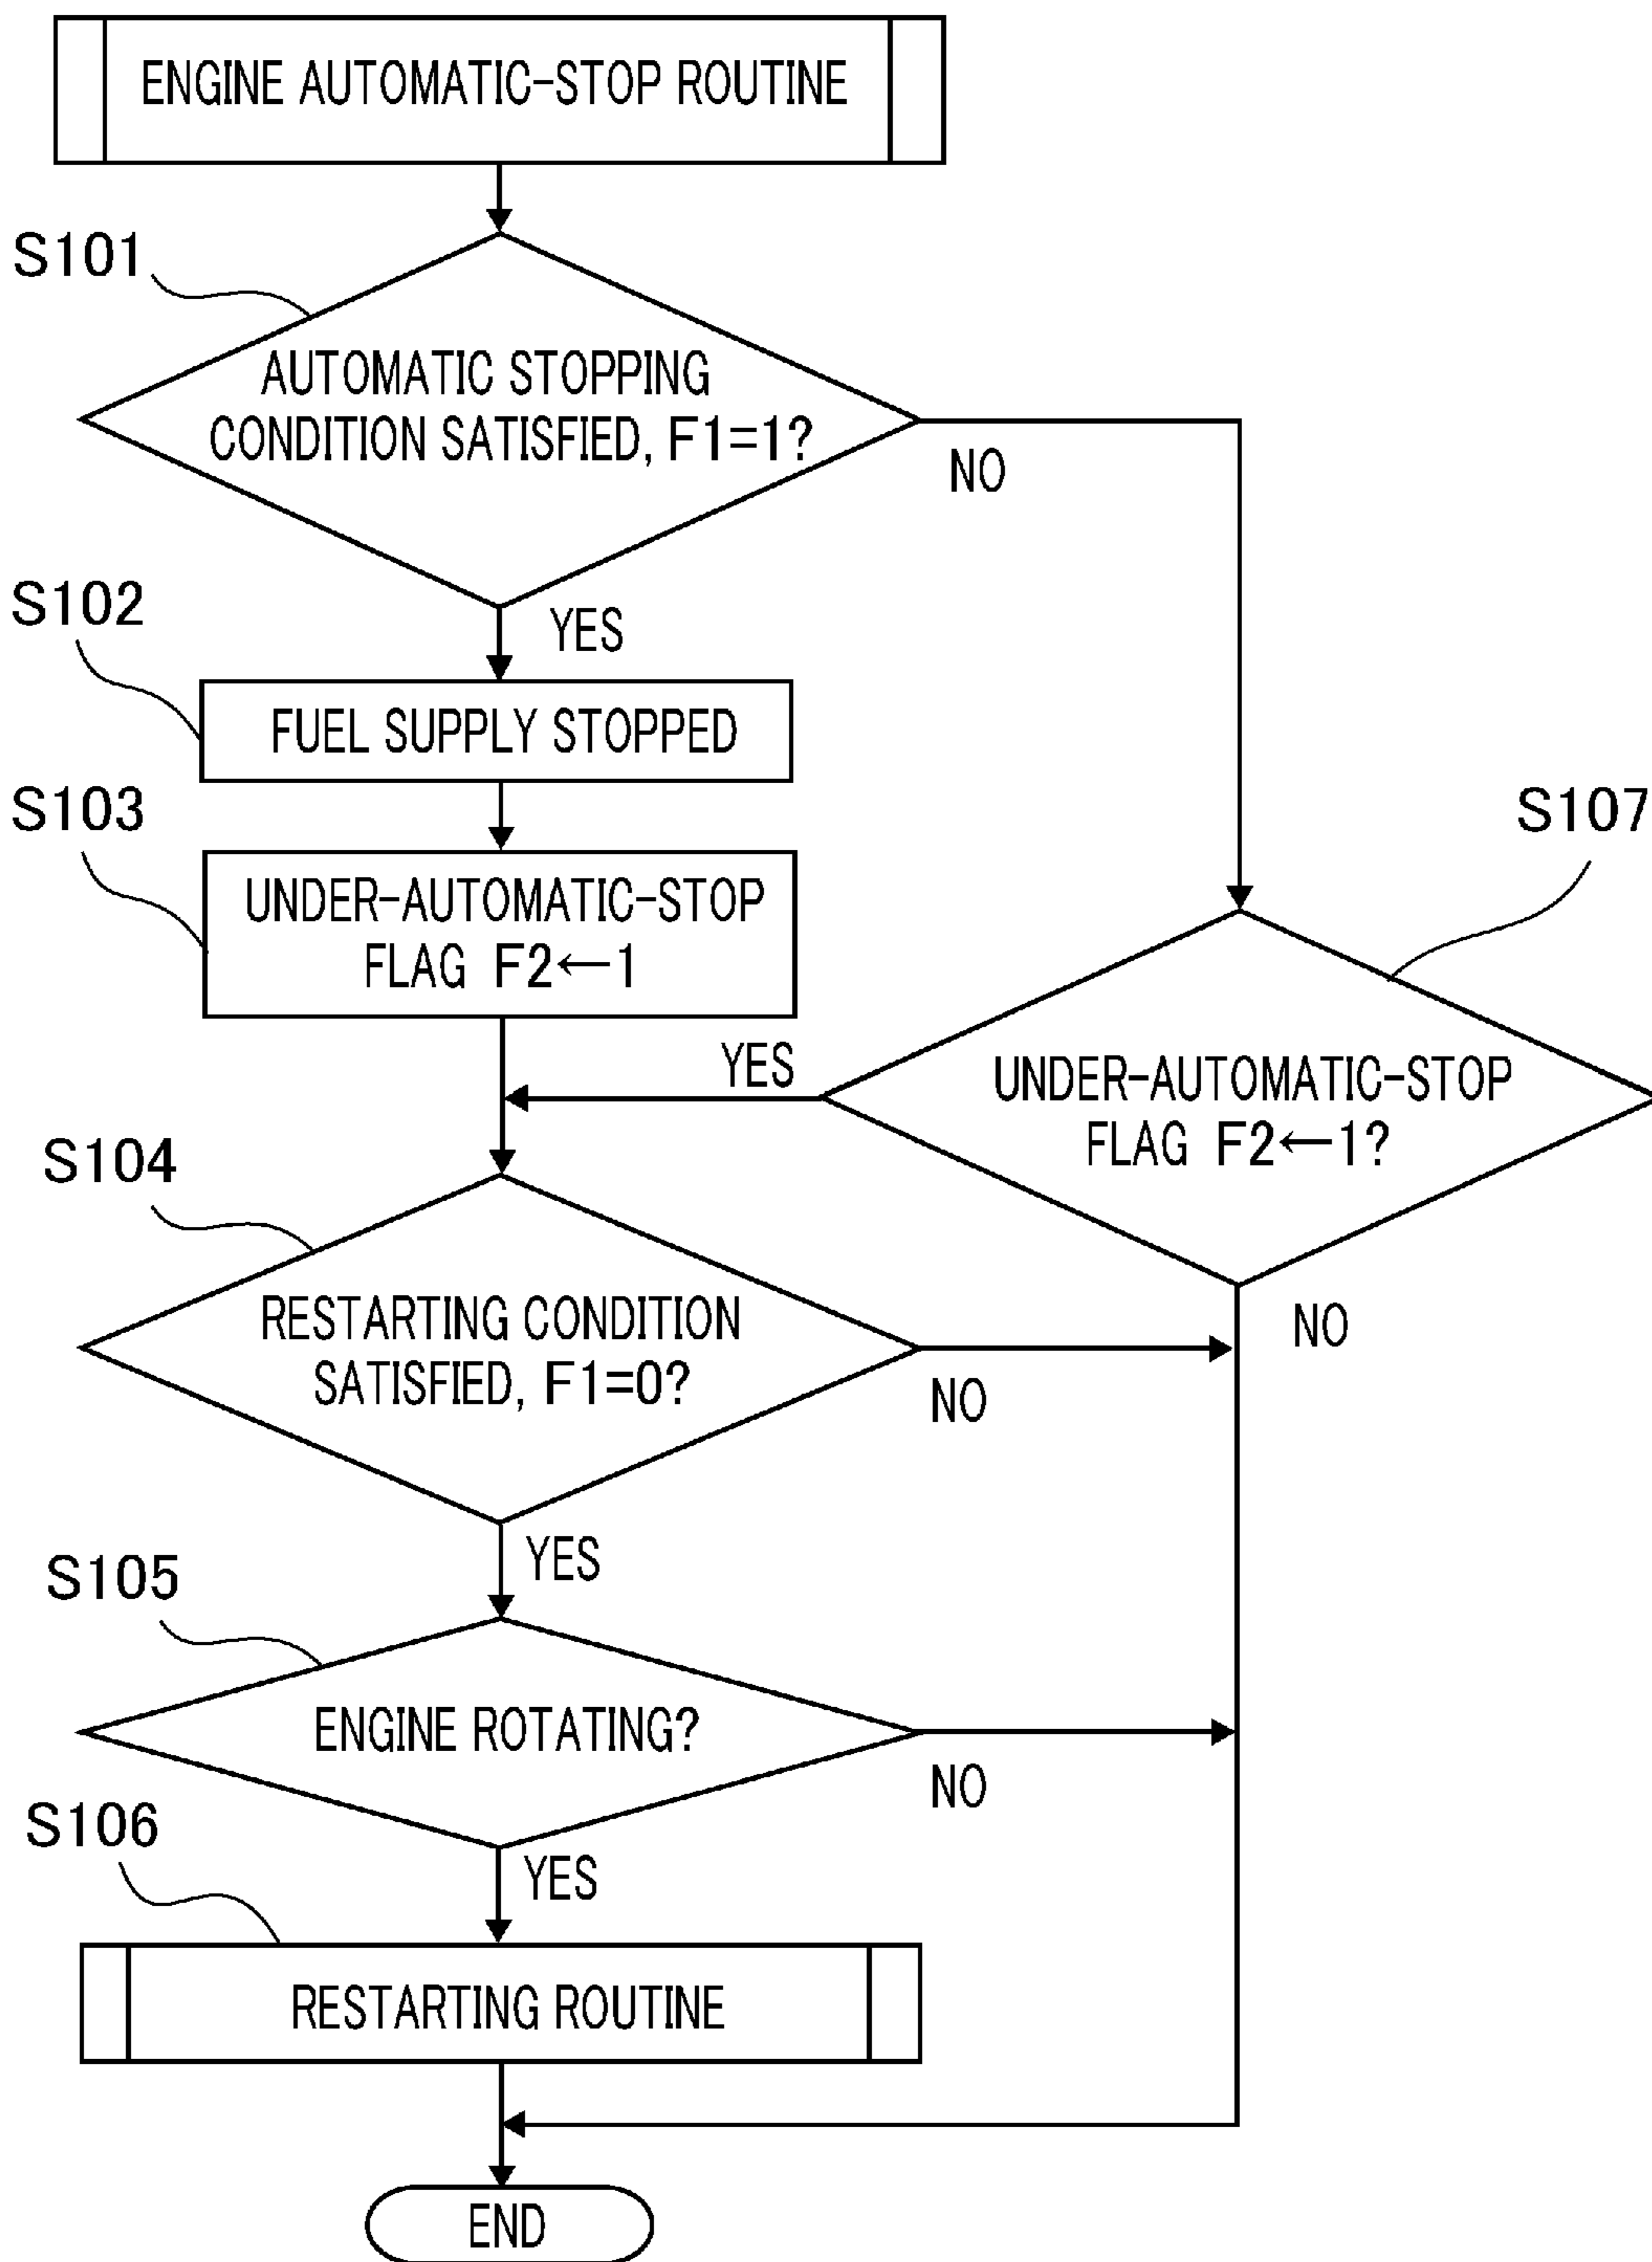 ENGINE AUTOMATIC-STOP ROUTINE
S101
AUTOMATIC STOPPING
CONDITION SATISFIED, F1=1?
NO
YES
S102
FUEL SUPPLY STOPPED
S103
UNDER-AUTOMATIC-STOP
FLAG F2←1
S107
UNDER-AUTOMATIC-STOP
FLAG F2←1?
YES
NO
S104
RESTARTING CONDITION
SATISFIED, F1=0?
NO
YES
S105
ENGINE ROTATING?
NO
YES
S106
RESTARTING ROUTINE
END